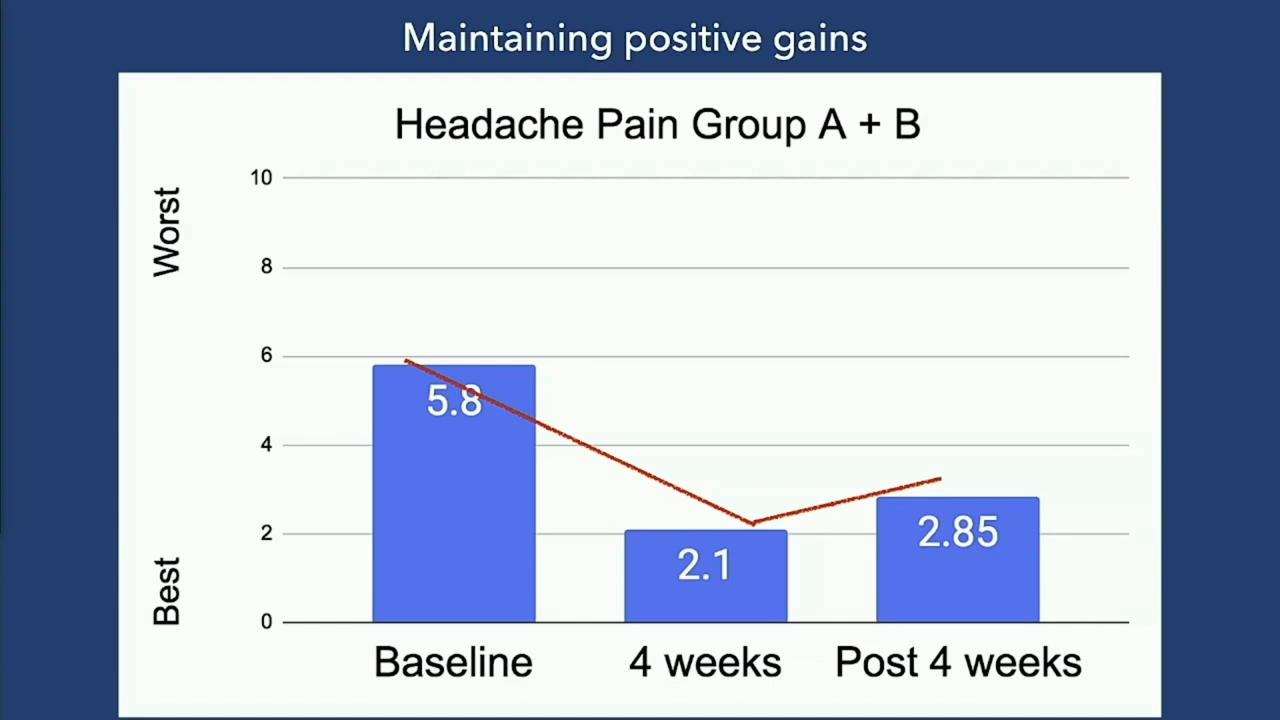 Maintaining positive gains
Headache Pain Group A + B
Worst
Best
10
8
6
4
2
0
5.8
2.1
2.85
Baseline
4 weeks
Post 4 weeks